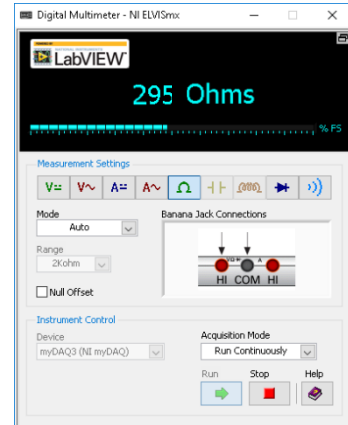 Digital Multimeter - NI ELVISmx
LabVIEW
295 Ohms
% FS
Measurement Settings
V= V~ A= A~ Ω
Mode
Banana Jack Connections
Auto
Range
2Kohm
HI COM HI
Null Offset
Instrument Control
Device
Acquisition Mode
myDAQ3 (NI myDAQ)
Run Continuously
Run Stop Help